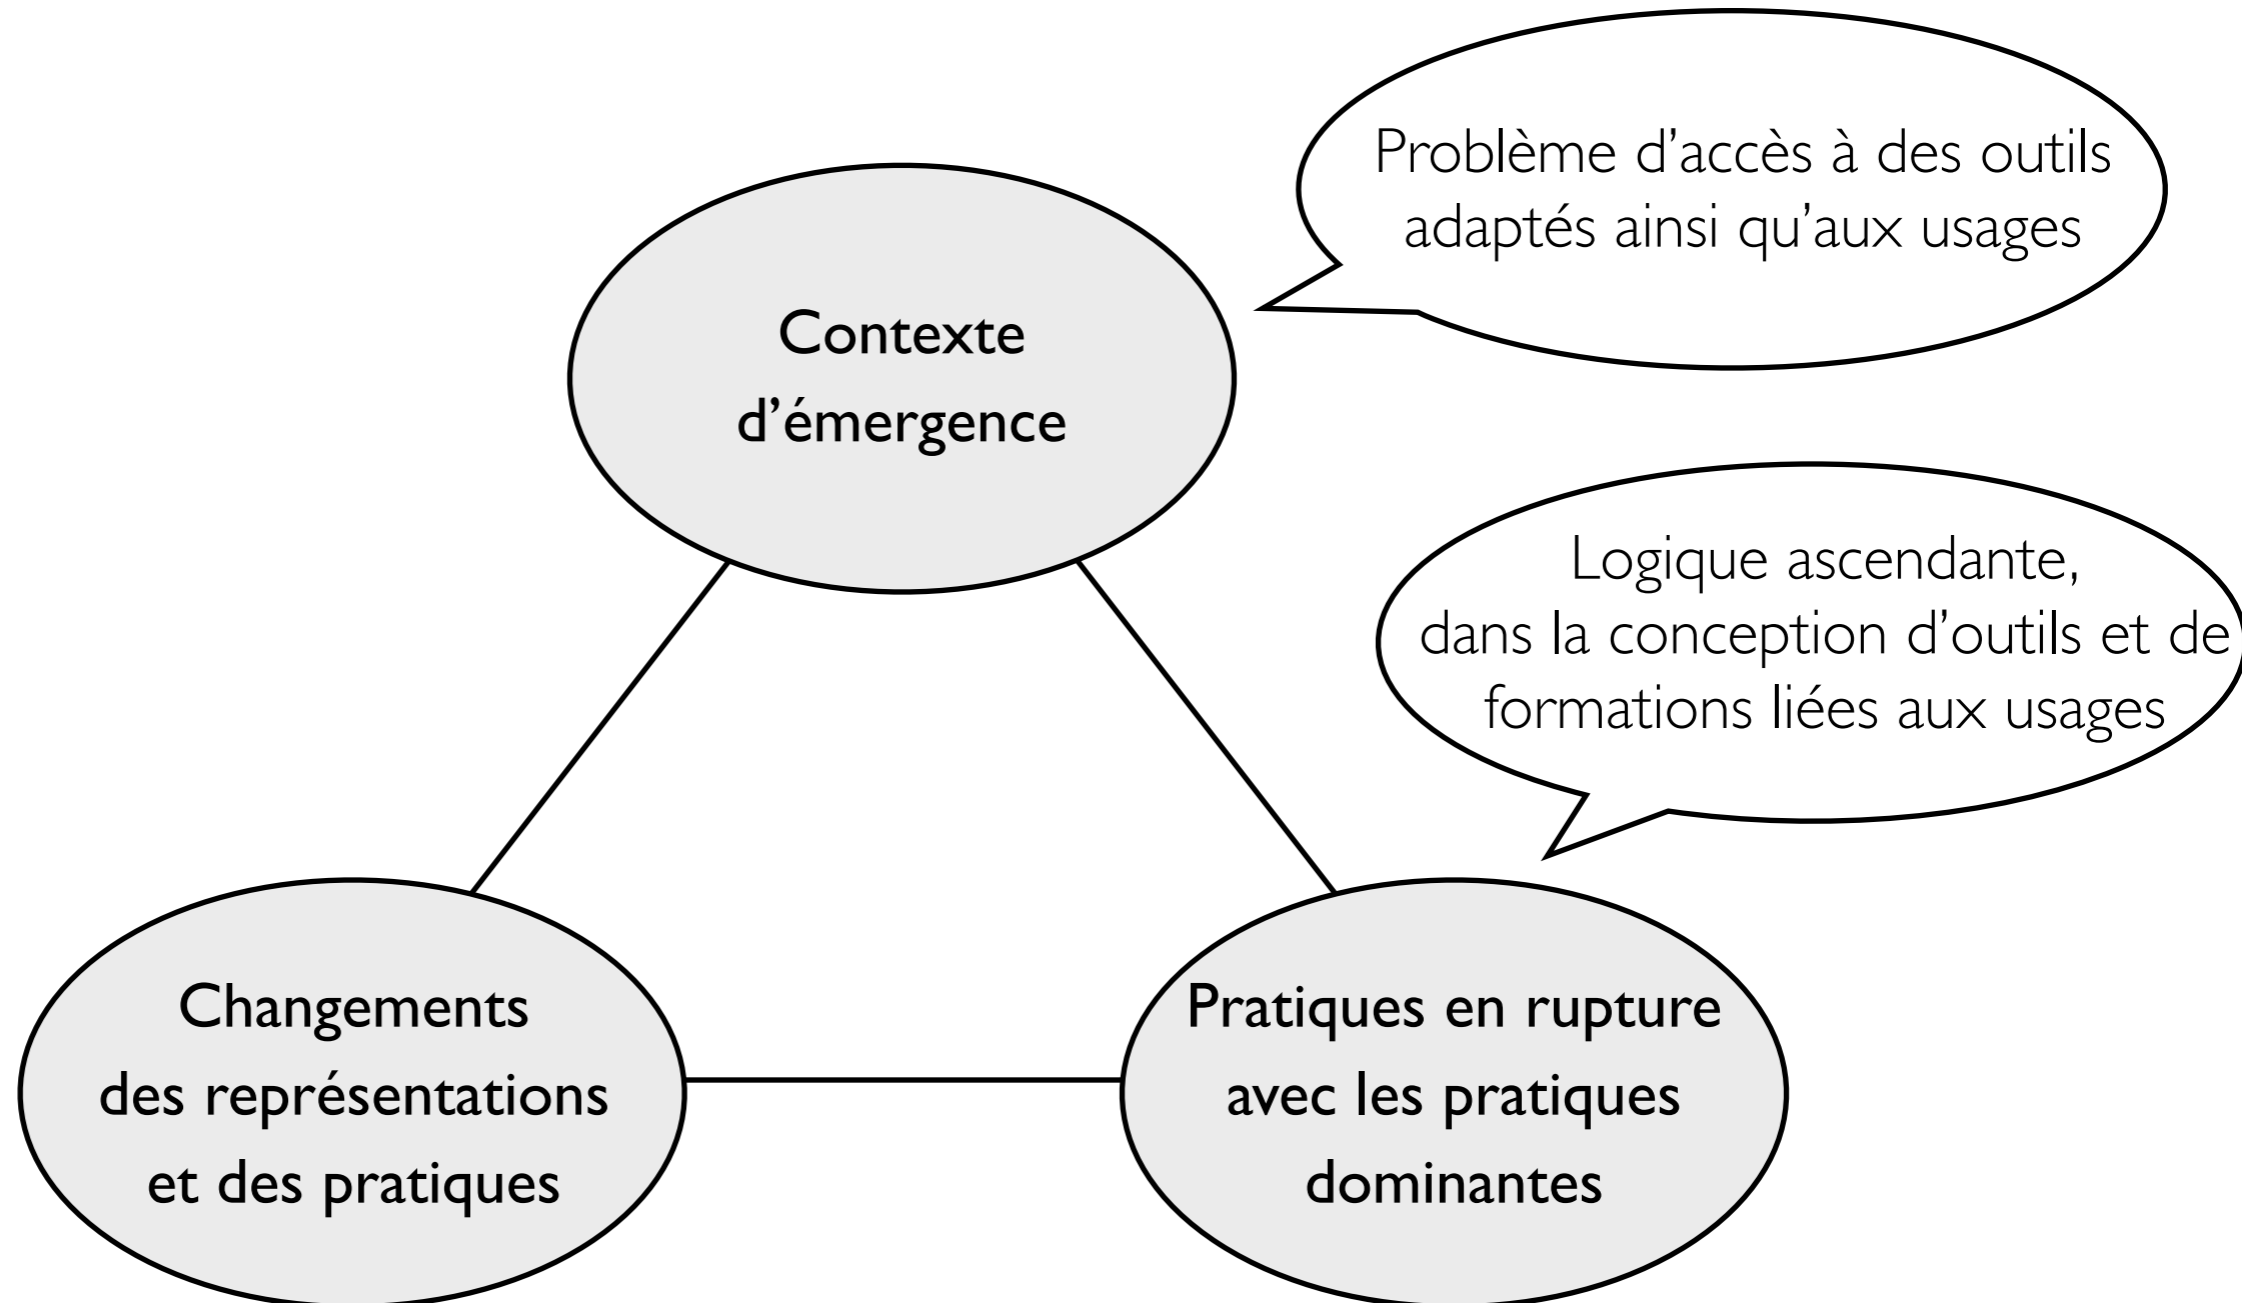 Problème d’accès à des outils
adaptés ainsi qu’aux usages
Contexte
d’émergence
Logique ascendante,
dans la conception d’outils et de
formations liées aux usages
Changements
des représentations
et des pratiques
Pratiques en rupture
avec les pratiques
dominantes